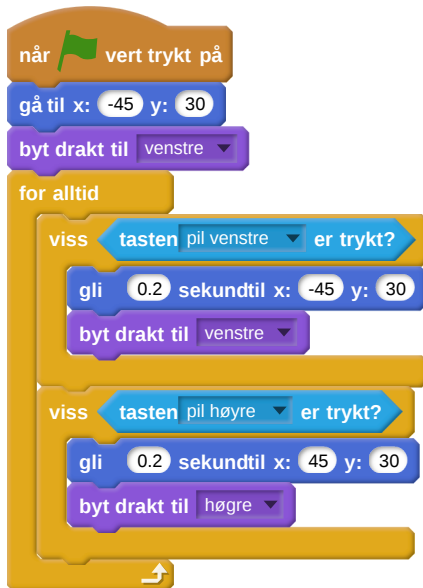 når vert trykt på
gå til x: -45 y: 30
byt drakt til venstre
for alltid
viss tasten pil venstre er trykt?
gli 0.2 sekundtil x: -45 y: 30
byt drakt til venstre
viss tasten pil høyre er trykt?
gli 0.2 sekundtil x: 45 y: 30
byt drakt til høgre